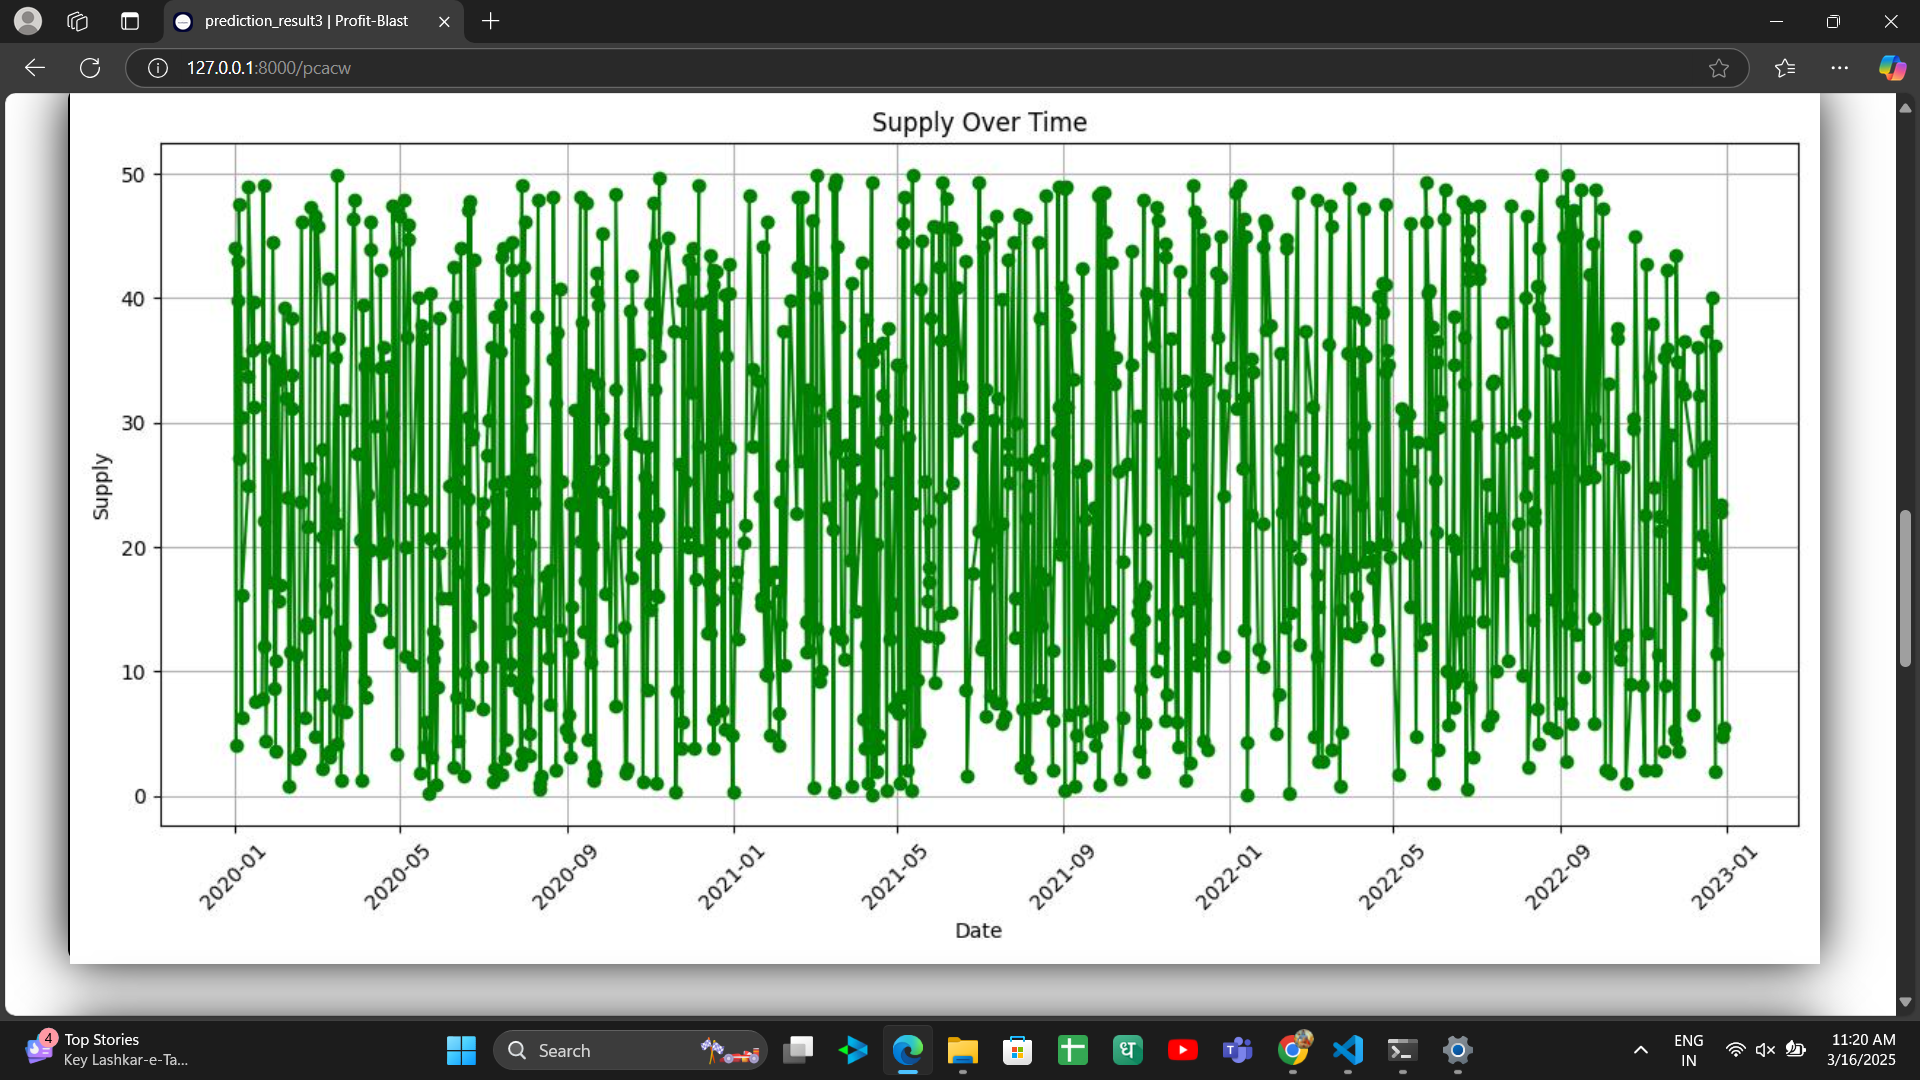 prediction_result3 | Profit-Blast
127.0.0.1:8000/pcacw
Supply Over Time
50
40
30
20
10
0
Supply
2020-01
2020-05
2020-09
2021-01
2021-05
2021-09
2022-01
2022-05
2022-09
2023-01
Date
4
Top Stories
Key Lashkar-e-Ta...
Search
ધ
ENG
IN
11:20 AM
3/16/2025